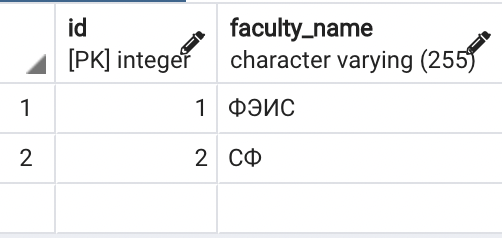 id faculty_name
[PK] integer character varying (255)
1 1 ФЭИС
2 2 СФ